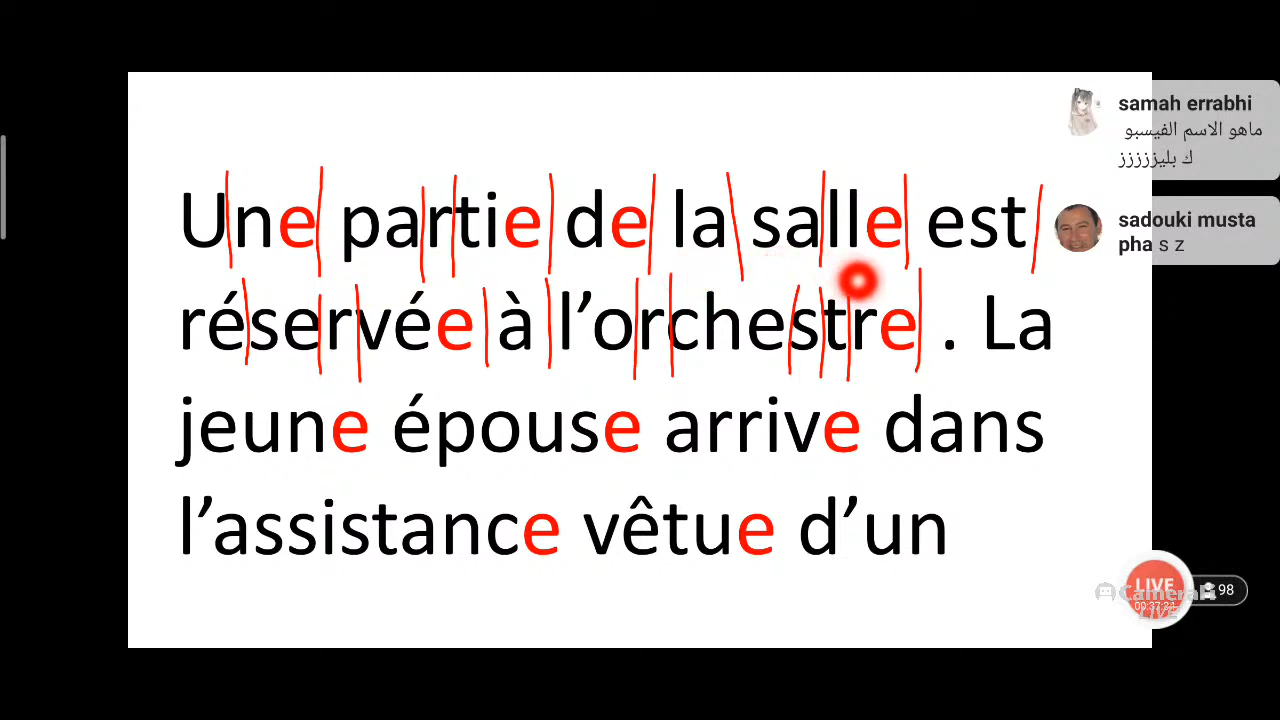 Une partie de la salle est
réservée à l'orchestre . La
jeune épouse arrive dans
l'assistance vêtue d'un
samah errabhi
ماهو الاسم الفيسبو
ك بليززززز
sadouki musta
pha s z
LIVE
98